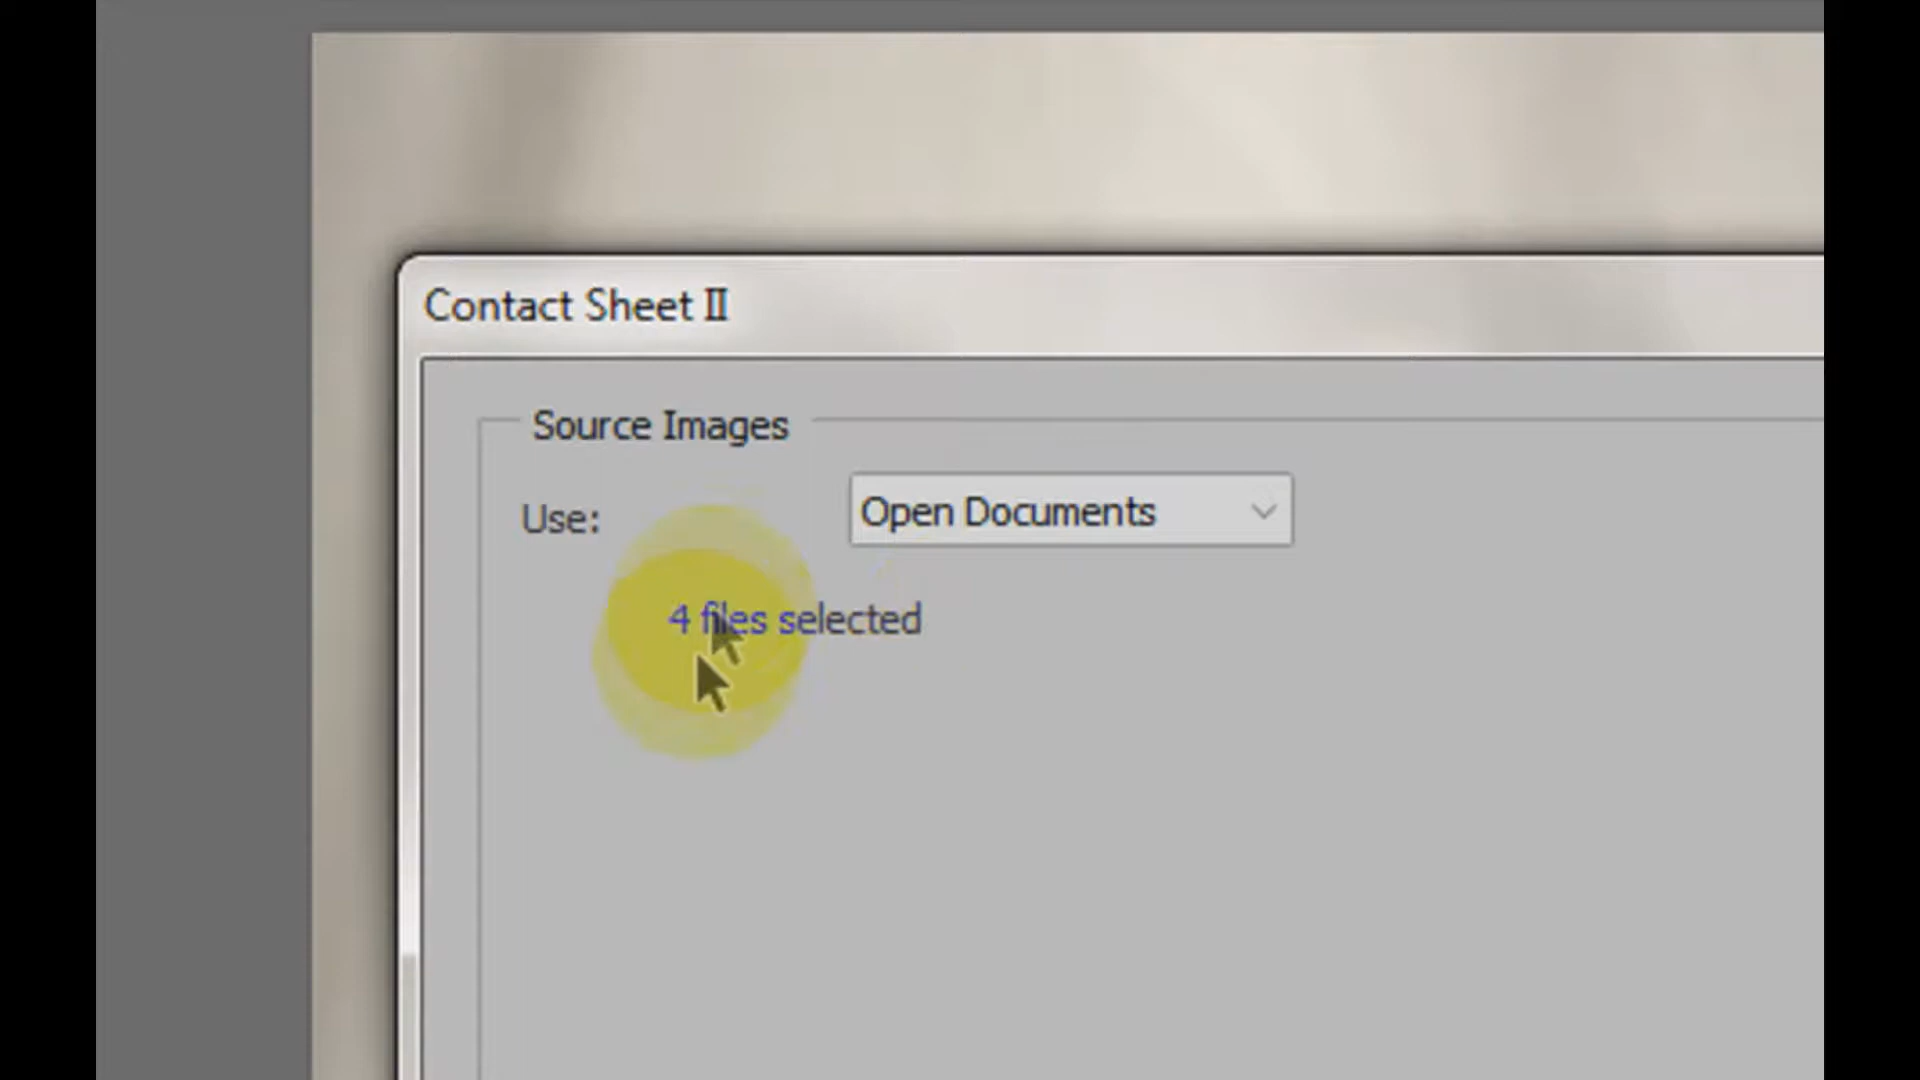 Contact Sheet II
Source Images
Use:
Open Documents
4 files selected